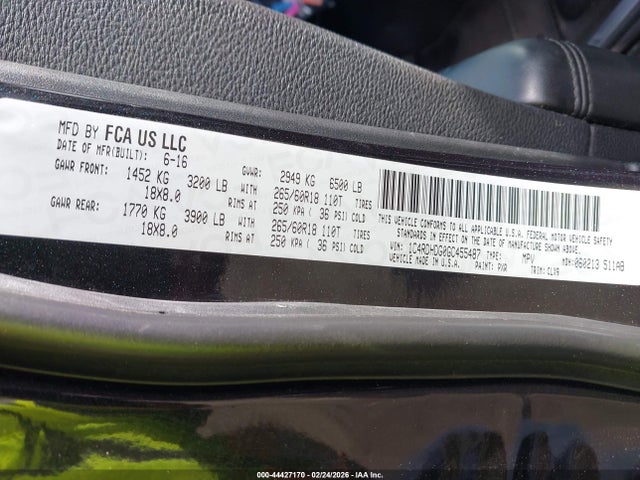 MFD BY FCA US LLC
DATE OF MFR(BUILT): 6-16
GVWR: 2949 KG 6500 LB
GAWR FRONT: 1452 KG 3200 LB WITH 265/60R18 110T TIRES
18X8.0 RIMS AT 250 KPA ( 36 PSI) COLD
GAWR REAR: 1770 KG 3900 LB WITH 265/60R18 110T TIRES
18X8.0 RIMS AT 250 KPA ( 36 PSI) COLD
THIS VEHICLE CONFORMS TO ALL APPLICABLE
U.S.A. FEDERAL MOTOR VEHICLE SAFETY
STANDARDS IN EFFECT ON THE DATE OF
MANUFACTURE SHOWN ABOVE.
VIN: 1C4RDHDG0GC455487 TYPE: MPV MDH:060213 511AB
VEHICLE MADE IN U.S.A. PAINT: PXR TRIM:
000-44427170 - 02/24/2026 - IAAI Inc.